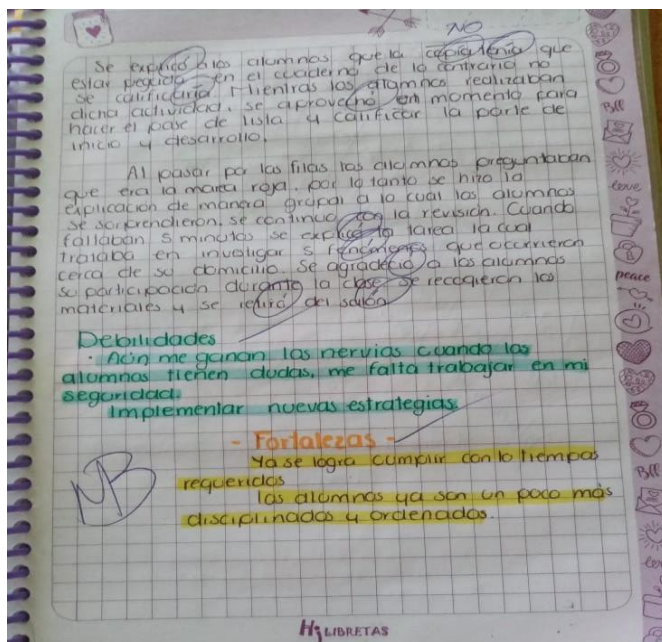 NO
Se explicó a los alumnos que la copia tenía que
estar pegada en el cuaderno de lo contrario no
se calificaría Mientras los alumnos realizaban
dicha actividad, se aprovechó un momento para
hacer el pase de lista y calificar la parte de
inicio y desarrollo.
Al pasar por las filas los alumnos preguntaban
que era la marea roja, por lo tanto se hizo la
explicación de manera grupal a lo cual los alumnos
se sorprendieron, se continuo con la revisión. Cuando
faltaban 5 minutos se explicó la tarea la cual
trataba en investigar 5 fenómenos que ocurrieron
cerca de su domicilio. Se agradeció a los alumnos
su participación durante la clase, se recogieron los
materiales y se retiró del salón.
Debilidades
· Aún me ganan los nervios cuando los
alumnos tienen dudas, me falta trabajar en mi
seguridad.
Implementar nuevas estrategias.
- Fortalezas -
Ya se logra cumplir con lo tiempos
requeridos
los alumnos ya son un poco más
disciplinados y ordenados.
MB
LIBRETAS
BFF
love
peace
BFF
love